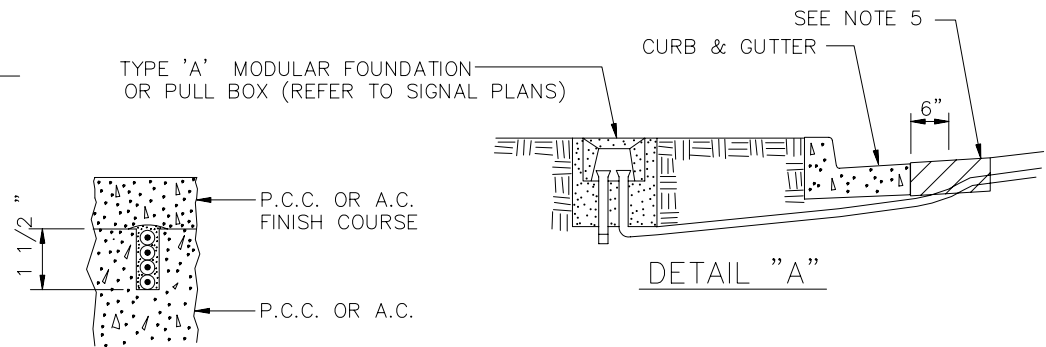 SEE NOTE 5
CURB & GUTTER
TYPE 'A' MODULAR FOUNDATION
OR PULL BOX (REFER TO SIGNAL PLANS)
6"
P.C.C. OR A.C.
FINISH COURSE
1 1/2 "
DETAIL "A"
P.C.C. OR A.C.